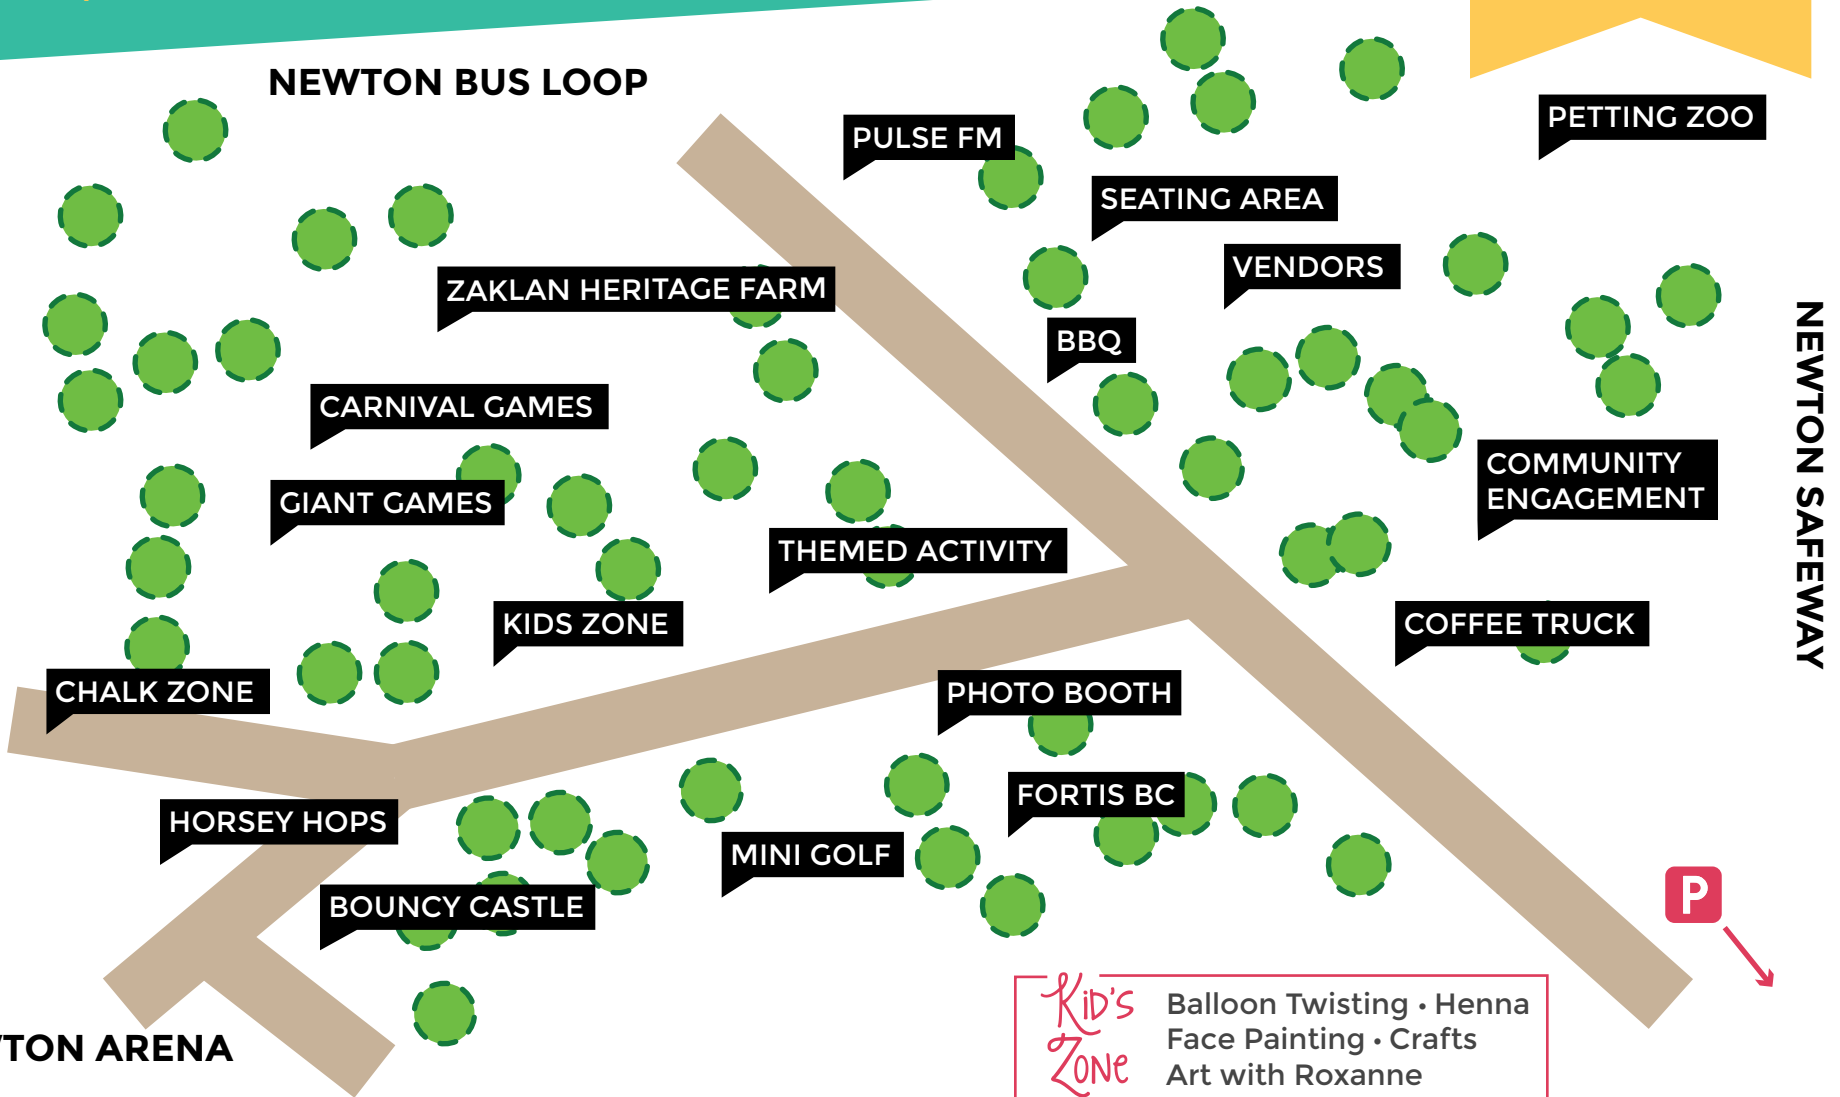 NEWTON BUS LOOP
PETTING ZOO
PULSE FM
SEATING AREA
VENDORS
ZAKLAN HERITAGE FARM
BBQ
NEWTON SAFEWAY
CARNIVAL GAMES
COMMUNITY
ENGAGEMENT
GIANT GAMES
THEMED ACTIVITY
KIDS ZONE
COFFEE TRUCK
CHALK ZONE
PHOTO BOOTH
FORTIS BC
HORSEY HOPS
MINI GOLF
BOUNCY CASTLE
P
TON ARENA
KiD'S
ZONe
Balloon Twisting • Henna
Face Painting • Crafts
Art with Roxanne